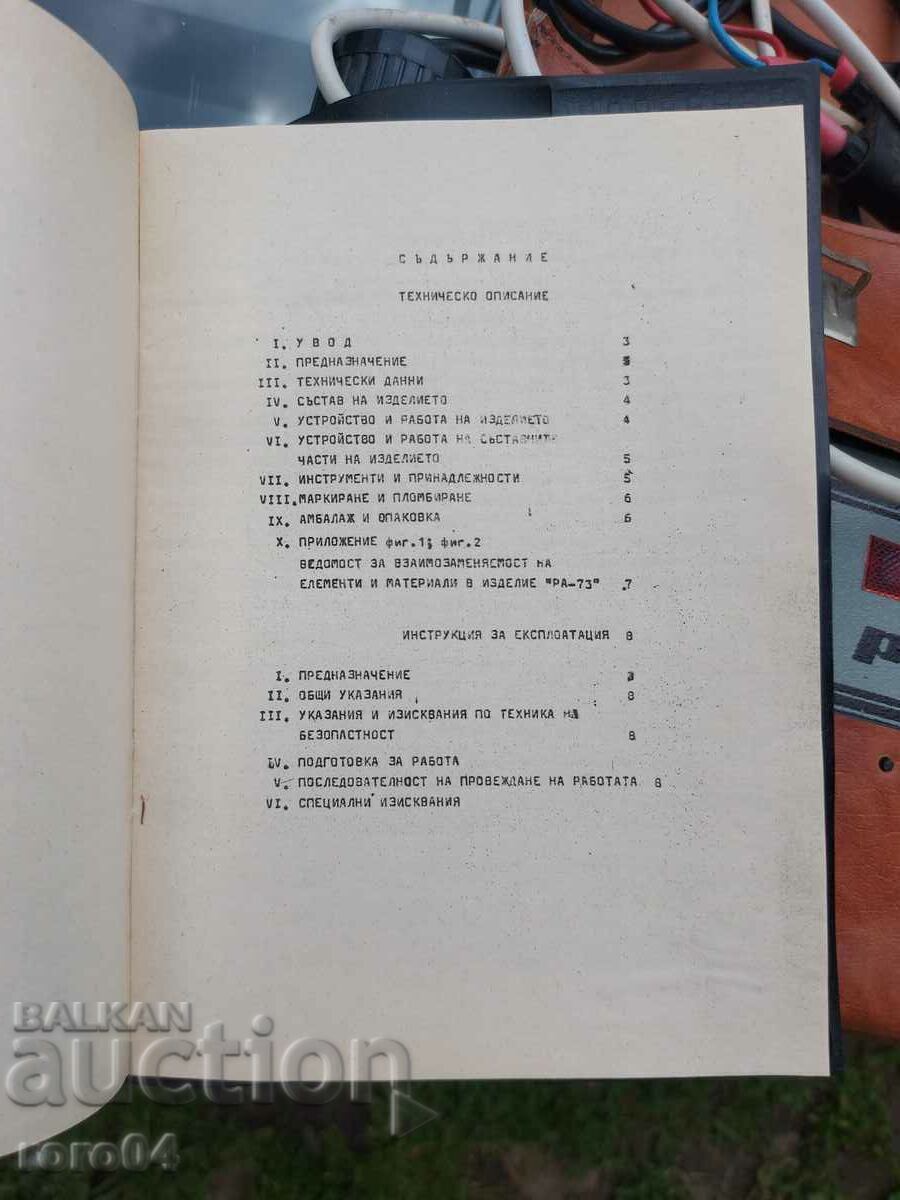 СЪДЪРЖАНИЕ
ТЕХНИЧЕСКО ОПИСАНИЕ
I. УВОД 3
II. ПРЕДНАЗНАЧЕНИЕ
III. ТЕХНИЧЕСКИ ДАННИ 3
IV. СЪСТАВ НА ИЗДЕЛИЕТО 4
V. УСТРОЙСТВО И РАБОТА НА ИЗДЕЛИЕТО 4
VI. УСТРОЙСТВО И РАБОТА НА СЪСТАВНИТЕ
ЧАСТИ НА ИЗДЕЛИЕТО 5
VII. ИНСТРУМЕНТИ И ПРИНАДЛЕЖНОСТИ 5
VIII. МАРКИРАНЕ И ПЛОМБИРАНЕ 6
IX. АМБАЛАЖ И ОПАКОВКА 6
X. ПРИЛОЖЕНИЕ фиг.1; фиг.2
ВЕДОМОСТ ЗА ВЗАИМОЗАМЕНЯЕМОСТ НА
ЕЛЕМЕНТИ И МАТЕРИАЛИ В ИЗДЕЛИЕ "РА-73" 7
ИНСТРУКЦИЯ ЗА ЕКСПЛОАТАЦИЯ 8
I. ПРЕДНАЗНАЧЕНИЕ
II. ОБЩИ УКАЗАНИЯ 8
III. УКАЗАНИЯ И ИЗИСКВАНИЯ ПО ТЕХНИКА НА
БЕЗОПАСТНОСТ 8
IV. ПОДГОТОВКА ЗА РАБОТА
V. ПОСЛЕДОВАТЕЛНОСТ НА ПРОВЕЖДАНЕ НА РАБОТАТА 8
VI. СПЕЦИАЛНИ ИЗИСКВАНИЯ
BALKAN
auction
roro04